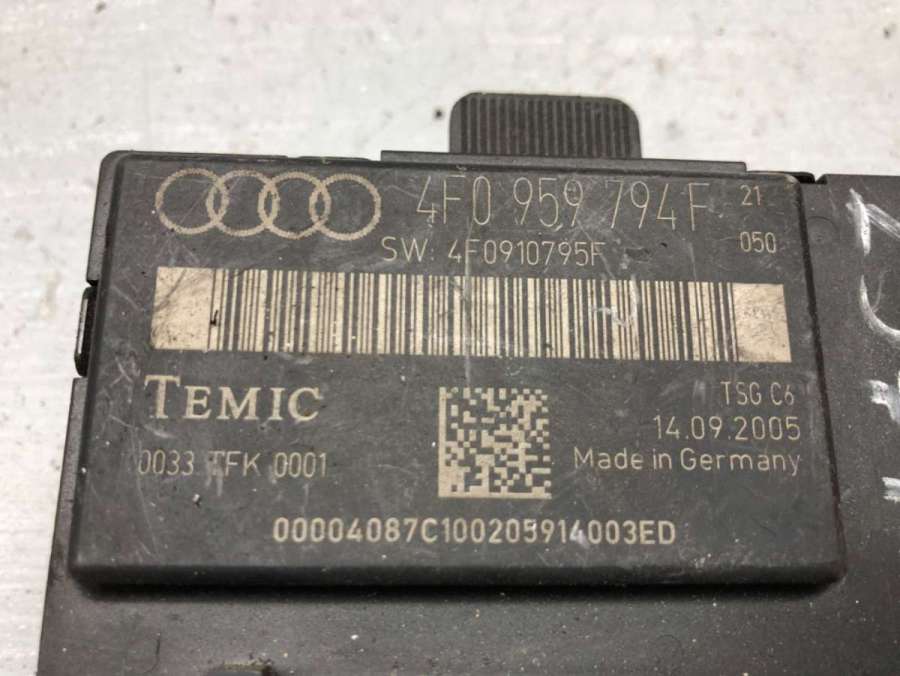 4F0 959 794F 21
SW: 4F0910795F 050
TEMIC
TSG C6
14.09.2005
0033 TFK 0001
Made in Germany
00004087C100205914003ED